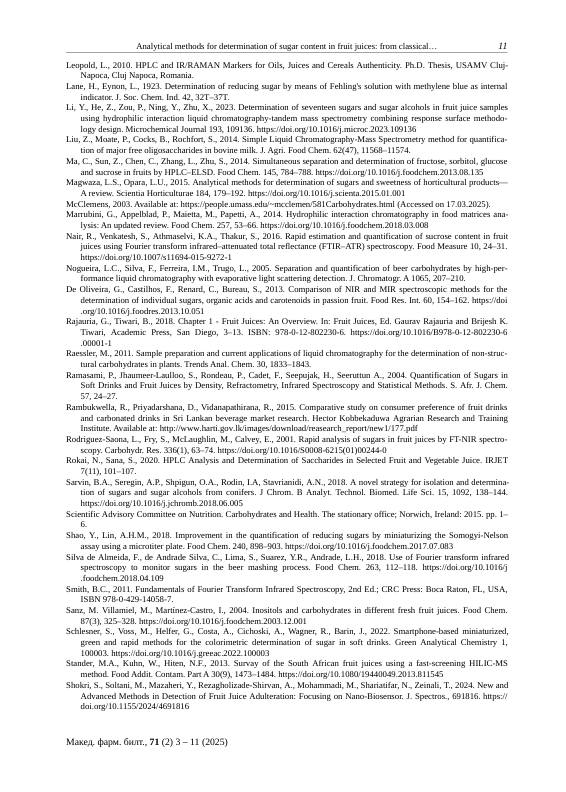 Analytical methods for determination of sugar content in fruit juices: from classical… 11
Leopold, L., 2010. HPLC and IR/RAMAN Markers for Oils, Juices and Cereals Authenticity. Ph.D. Thesis, USAMV Cluj-
Napoca, Cluj Napoca, Romania.
Lane, H., Eynon, L., 1923. Determination of reducing sugar by means of Fehling's solution with methylene blue as internal
indicator. J. Soc. Chem. Ind. 42, 32T–37T.
Li, Y., He, Z., Zou, P., Ning, Y., Zhu, X., 2023. Determination of seventeen sugars and sugar alcohols in fruit juice samples
using hydrophilic interaction liquid chromatography-tandem mass spectrometry combining response surface methodo-
logy design. Microchemical Journal 193, 109136. https://doi.org/10.1016/j.microc.2023.109136
Liu, Z., Moate, P., Cocks, B., Rochfort, S., 2014. Simple Liquid Chromatography-Mass Spectrometry method for quantifica-
tion of major free oligosaccharides in bovine milk. J. Agri. Food Chem. 62(47), 11568–11574.
Ma, C., Sun, Z., Chen, C., Zhang, L., Zhu, S., 2014. Simultaneous separation and determination of fructose, sorbitol, glucose
and sucrose in fruits by HPLC–ELSD. Food Chem. 145, 784–788. https://doi.org/10.1016/j.foodchem.2013.08.135
Magwaza, L.S., Opara, L.U., 2015. Analytical methods for determination of sugars and sweetness of horticultural products—
A review. Scientia Horticulturae 184, 179–192. https://doi.org/10.1016/j.scienta.2015.01.001
McClemens, 2003. Available at: https://people.umass.edu/~mcclemen/581Carbohydrates.html (Accessed on 17.03.2025).
Marrubini, G., Appelblad, P., Maietta, M., Papetti, A., 2014. Hydrophilic interaction chromatography in food matrices ana-
lysis: An updated review. Food Chem. 257, 53–66. https://doi.org/10.1016/j.foodchem.2018.03.008
Nair, R., Venkatesh, S., Athmaselvi, K.A., Thakur, S., 2016. Rapid estimation and quantification of sucrose content in fruit
juices using Fourier transform infrared-attenuated total reflectance (FTIR–ATR) spectroscopy. Food Measure 10, 24–31.
https://doi.org/10.1007/s11694-015-9272-1
Nogueira, L.C., Silva, F., Ferreira, I.M., Trugo, L., 2005. Separation and quantification of beer carbohydrates by high-per-
formance liquid chromatography with evaporative light scattering detection. J. Chromatogr. A 1065, 207–210.
De Oliveira, G., Castilhos, F., Renard, C., Bureau, S., 2013. Comparison of NIR and MIR spectroscopic methods for the
determination of individual sugars, organic acids and carotenoids in passion fruit. Food Res. Int. 60, 154–162. https://doi
.org/10.1016/j.foodres.2013.10.051
Rajauria, G., Tiwari, B., 2018. Chapter 1 - Fruit Juices: An Overview. In: Fruit Juices, Ed. Gaurav Rajauria and Brijesh K.
Tiwari, Academic Press, San Diego, 3–13. ISBN: 978-0-12-802230-6. https://doi.org/10.1016/B978-0-12-802230-6
.00001-1
Raessler, M., 2011. Sample preparation and current applications of liquid chromatography for the determination of non-struc-
tural carbohydrates in plants. Trends Anal. Chem. 30, 1833–1843.
Ramasami, P., Jhaumeer-Laulloo, S., Rondeau, P., Cadet, F., Seepujak, H., Seeruttun A., 2004. Quantification of Sugars in
Soft Drinks and Fruit Juices by Density, Refractometry, Infrared Spectroscopy and Statistical Methods. S. Afr. J. Chem.
57, 24–27.
Rambukwella, R., Priyadarshana, D., Vidanapathirana, R., 2015. Comparative study on consumer preference of fruit drinks
and carbonated drinks in Sri Lankan beverage market research. Hector Kobbekaduwa Agrarian Research and Training
Institute. Available at: http://www.harti.gov.lk/images/download/reasearch_report/new1/177.pdf
Rodriguez-Saona, L., Fry, S., McLaughlin, M., Calvey, E., 2001. Rapid analysis of sugars in fruit juices by FT-NIR spectro-
scopy. Carbohydr. Res. 336(1), 63–74. https://doi.org/10.1016/S0008-6215(01)00244-0
Rokai, N., Sana, S., 2020. HPLC Analysis and Determination of Saccharides in Selected Fruit and Vegetable Juice. IRJET
7(11), 101–107.
Sarvin, B.A., Seregin, A.P., Shpigun, O.A., Rodin, I.A, Stavrianidi, A.N., 2018. A novel strategy for isolation and determina-
tion of sugars and sugar alcohols from conifers. J Chrom. B Analyt. Technol. Biomed. Life Sci. 15, 1092, 138–144.
https://doi.org/10.1016/j.jchromb.2018.06.005
Scientific Advisory Committee on Nutrition. Carbohydrates and Health. The stationary office; Norwich, Ireland: 2015. pp. 1–
6.
Shao, Y., Lin, A.H.M., 2018. Improvement in the quantification of reducing sugars by miniaturizing the Somogyi-Nelson
assay using a microtiter plate. Food Chem. 240, 898–903. https://doi.org/10.1016/j.foodchem.2017.07.083
Silva de Almeida, F., de Andrade Silva, C., Lima, S., Suarez, Y.R., Andrade, L.H., 2018. Use of Fourier transform infrared
spectroscopy to monitor sugars in the beer mashing process. Food Chem. 263, 112–118. https://doi.org/10.1016/j
.foodchem.2018.04.109
Smith, B.C., 2011. Fundamentals of Fourier Transform Infrared Spectroscopy, 2nd Ed.; CRC Press: Boca Raton, FL, USA,
ISBN 978-0-429-14058-7.
Sanz, M. Villamiel, M., Martinez-Castro, I., 2004. Inositols and carbohydrates in different fresh fruit juices. Food Chem.
87(3), 325–328. https://doi.org/10.1016/j.foodchem.2003.12.001
Schlesner, S., Voss, M., Helfer, G., Costa, A., Cichoski, A., Wagner, R., Barin, J., 2022. Smartphone-based miniaturized,
green and rapid methods for the colorimetric determination of sugar in soft drinks. Green Analytical Chemistry 1,
100003. https://doi.org/10.1016/j.greeac.2022.100003
Stander, M.A., Kuhn, W., Hiten, N.F., 2013. Survay of the South African fruit juices using a fast-screening HILIC-MS
method. Food Addit. Contam. Part A 30(9), 1473–1484. https://doi.org/10.1080/19440049.2013.811545
Shokri, S., Soltani, M., Mazaheri, Y., Rezagholizade-Shirvan, A., Mohammadi, M., Shariatifar, N., Zeinali, T., 2024. New and
Advanced Methods in Detection of Fruit Juice Adulteration: Focusing on Nano-Biosensor. J. Spectros., 691816. https://
doi.org/10.1155/2024/4691816
Макед. фарм. билт., 71 (2) 3 – 11 (2025)